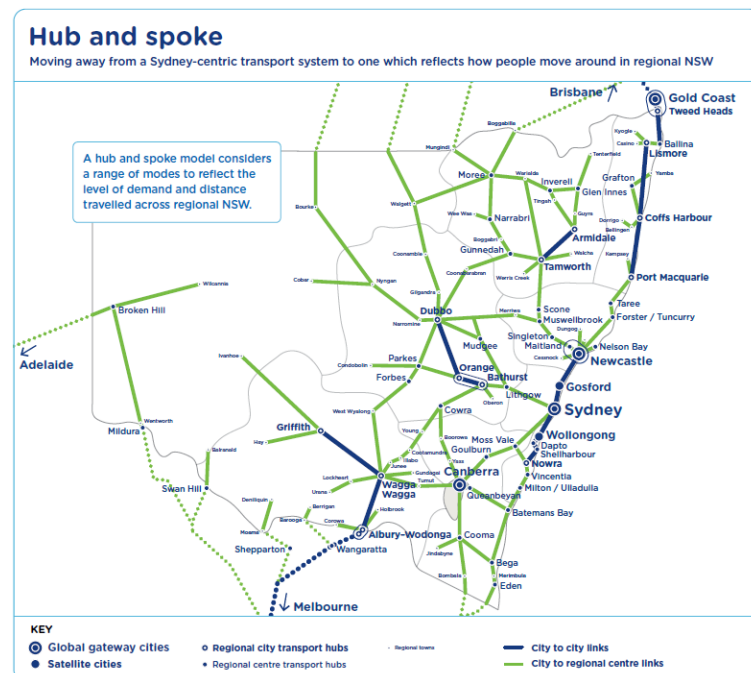 Hub and spoke
Moving away from a Sydney-centric transport system to one which reflects how people move around in regional NSW
A hub and spoke model considers
a range of modes to reflect the
level of demand and distance
travelled across regional NSW.
Brisbane
Gold Coast
Tweed Heads
Boggabilla
Mungindi
Kyogle
Casino
Ballina
Lismore
Tenterfield
Moree
Warialda
Inverell
Glen Innes
Grafton
Yamba
Tingah
Walgett
Wee Waa
Narrabri
Guyra
Bourke
Armidale
Dorrigo
Bellingen
Coffs Harbour
Boggabri
Gunnedah
Coonamble
Walcha
Kempsey
Tamworth
Coonabarabran
Werris Creek
Port Macquarie
Cobar
Nyngan
Wilcannia
Gilgandra
Broken Hill
Dubbo
Scone
Taree
Narromine
Merriwa
Muswellbrook
Forster / Tuncurry
Dungog
Singleton
Maitland
Nelson Bay
Mudgee
Cessnock
Newcastle
Adelaide
Ivanhoe
Condobolin
Parkes
Orange
Bathurst
Forbes
Lithgow
Gosford
Oberon
West Wyalong
Cowra
Sydney
Wentworth
Mildura
Griffith
Young
Boorowa
Moss Vale
Wollongong
Dapto
Shellharbour
Hay
Balranald
Cootamundra
Illabo
Junee
Yass
Goulburn
Nowra
Gundagai
Canberra
Vincentia
Lockhart
Wagga
Wagga
Tumut
Queanbeyan
Milton / Ulladulla
Swan Hill
Urana
Deniliquin
Berrigan
Holbrook
Batemans Bay
Barooga
Corowa
Moama
Albury-Wodonga
Cooma
Shepparton
Wangaratta
Jindabyne
Bega
Merimbula
Bombala
Eden
Melbourne
KEY
Global gateway cities
Regional city transport hubs
Regional towns
City to city links
Satellite cities
Regional centre transport hubs
City to regional centre links